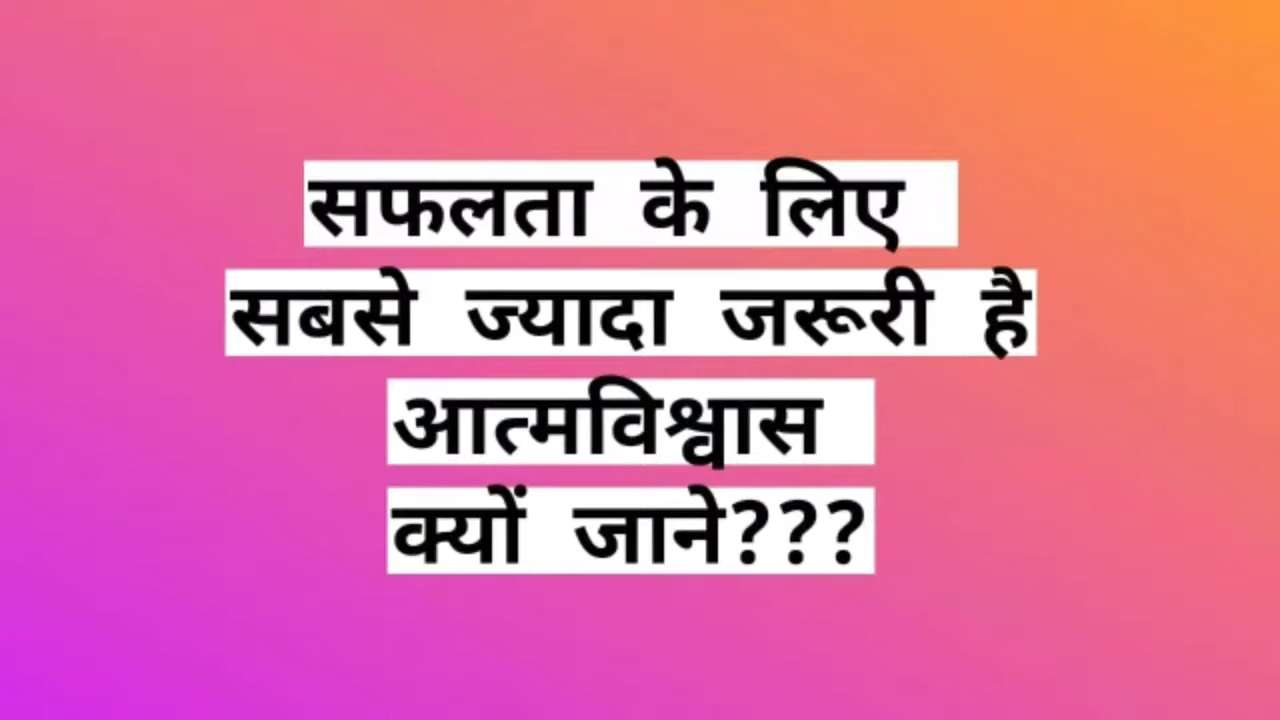 सफलता के लिए
सबसे ज्यादा जरूरी है
आत्मविश्वास
क्यों जाने???